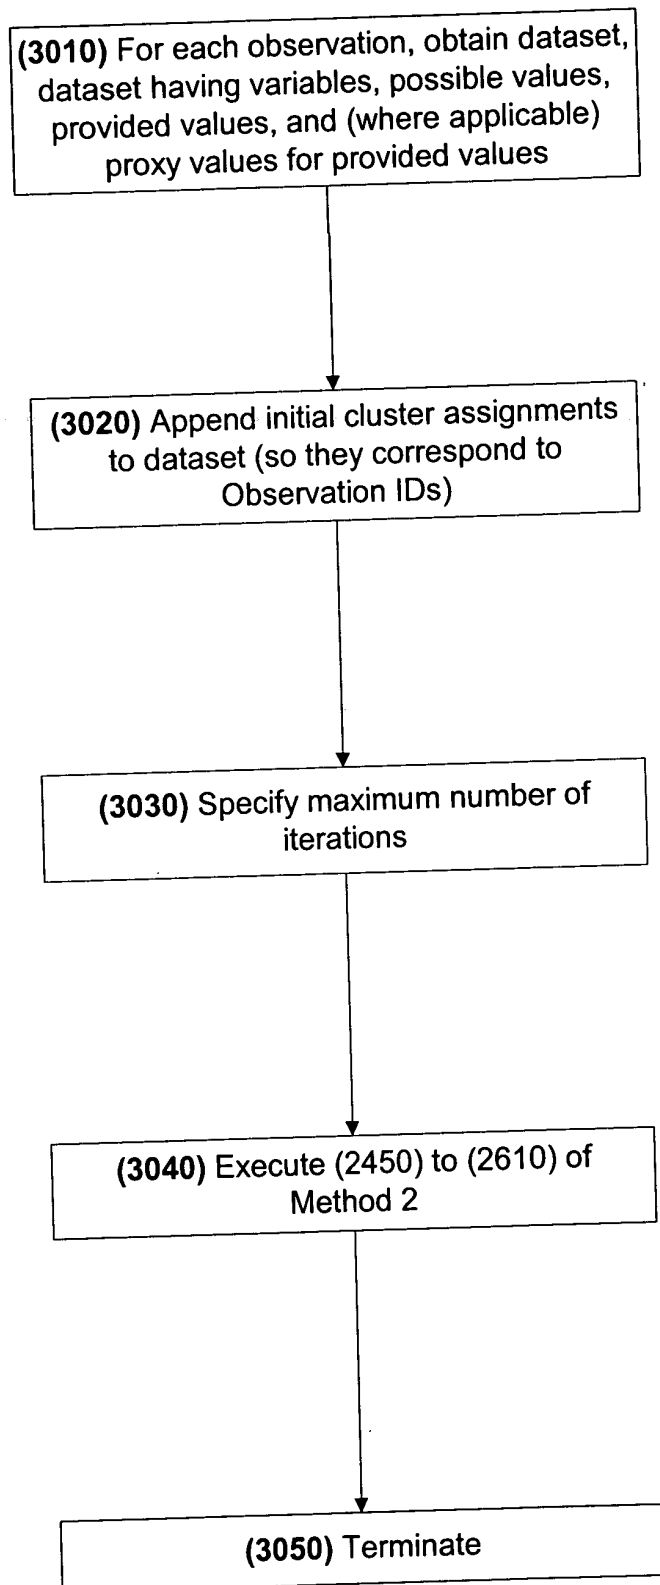 (3010) For each observation, obtain dataset,
dataset having variables, possible values,
provided values, and (where applicable)
proxy values for provided values
(3020) Append initial cluster assignments
to dataset (so they correspond to
Observation IDs)
(3030) Specify maximum number of
iterations
(3040) Execute (2450) to (2610) of
Method 2
(3050) Terminate